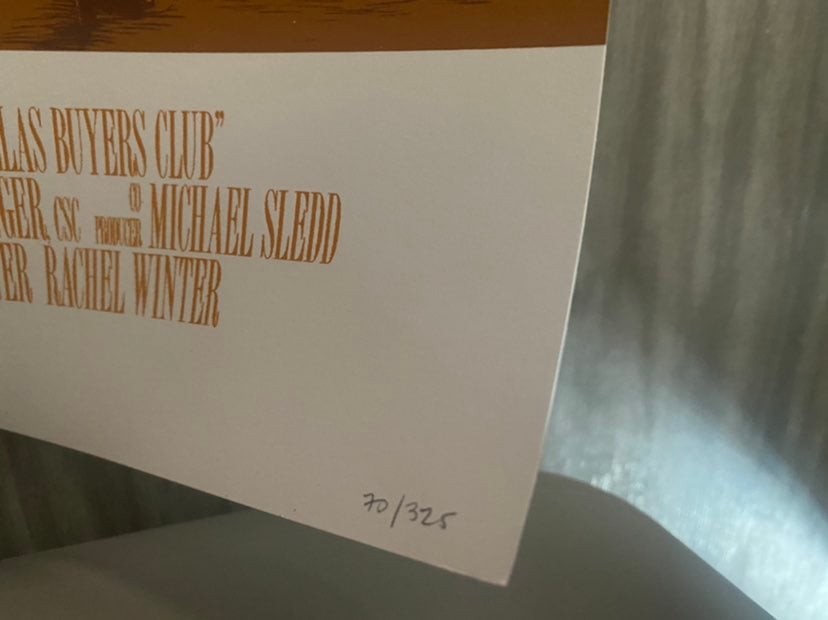 LAS BUYERS CLUB”
GER, CSC CO PRODUCER MICHAEL SLEDD
ER RACHEL WINTER
70/325